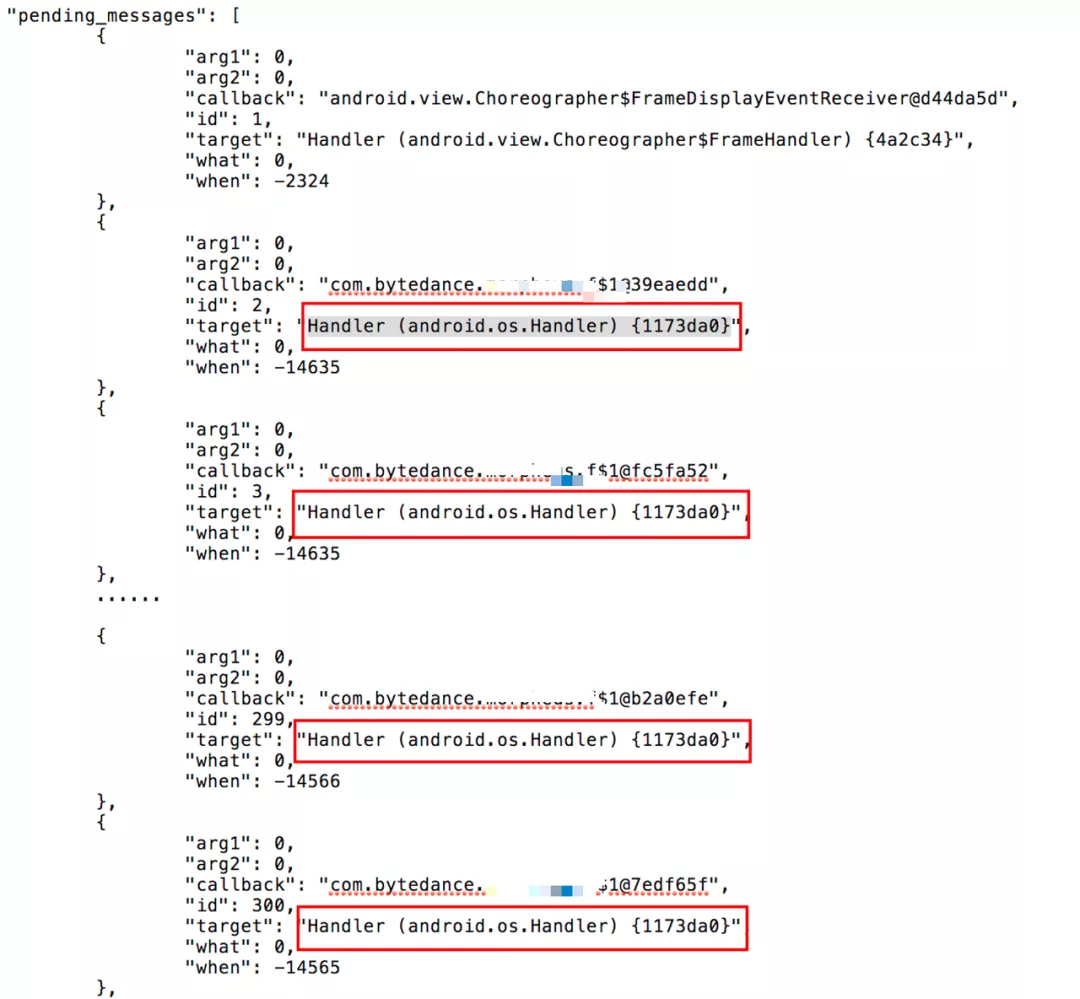 "pending_messages": [
{
"arg1": 0,
"arg2": 0,
"callback": "android.view.Choreographer$FrameDisplayEventReceiver@d44da5d",
"id": 1,
"target": "Handler (android.view.Choreographer$FrameHandler) {4a2c34}",
"what": 0,
"when": -2324
},
{
"arg1": 0,
"arg2": 0,
"callback": "com.bytedance. f$1@39eaedd",
"id": 2,
"target": "Handler (android.os.Handler) {1173da0}",
"what": 0,
"when": -14635
},
{
"arg1": 0,
"arg2": 0,
"callback": "com.bytedance. s.f$1@fc5fa52",
"id": 3,
"target": "Handler (android.os.Handler) {1173da0}",
"what": 0,
"when": -14635
},
......
{
"arg1": 0,
"arg2": 0,
"callback": "com.bytedance. f$1@b2a0efe",
"id": 299,
"target": "Handler (android.os.Handler) {1173da0}",
"what": 0,
"when": -14566
},
{
"arg1": 0,
"arg2": 0,
"callback": "com.bytedance. $1@7edf65f",
"id": 300,
"target": "Handler (android.os.Handler) {1173da0}",
"what": 0,
"when": -14565
},